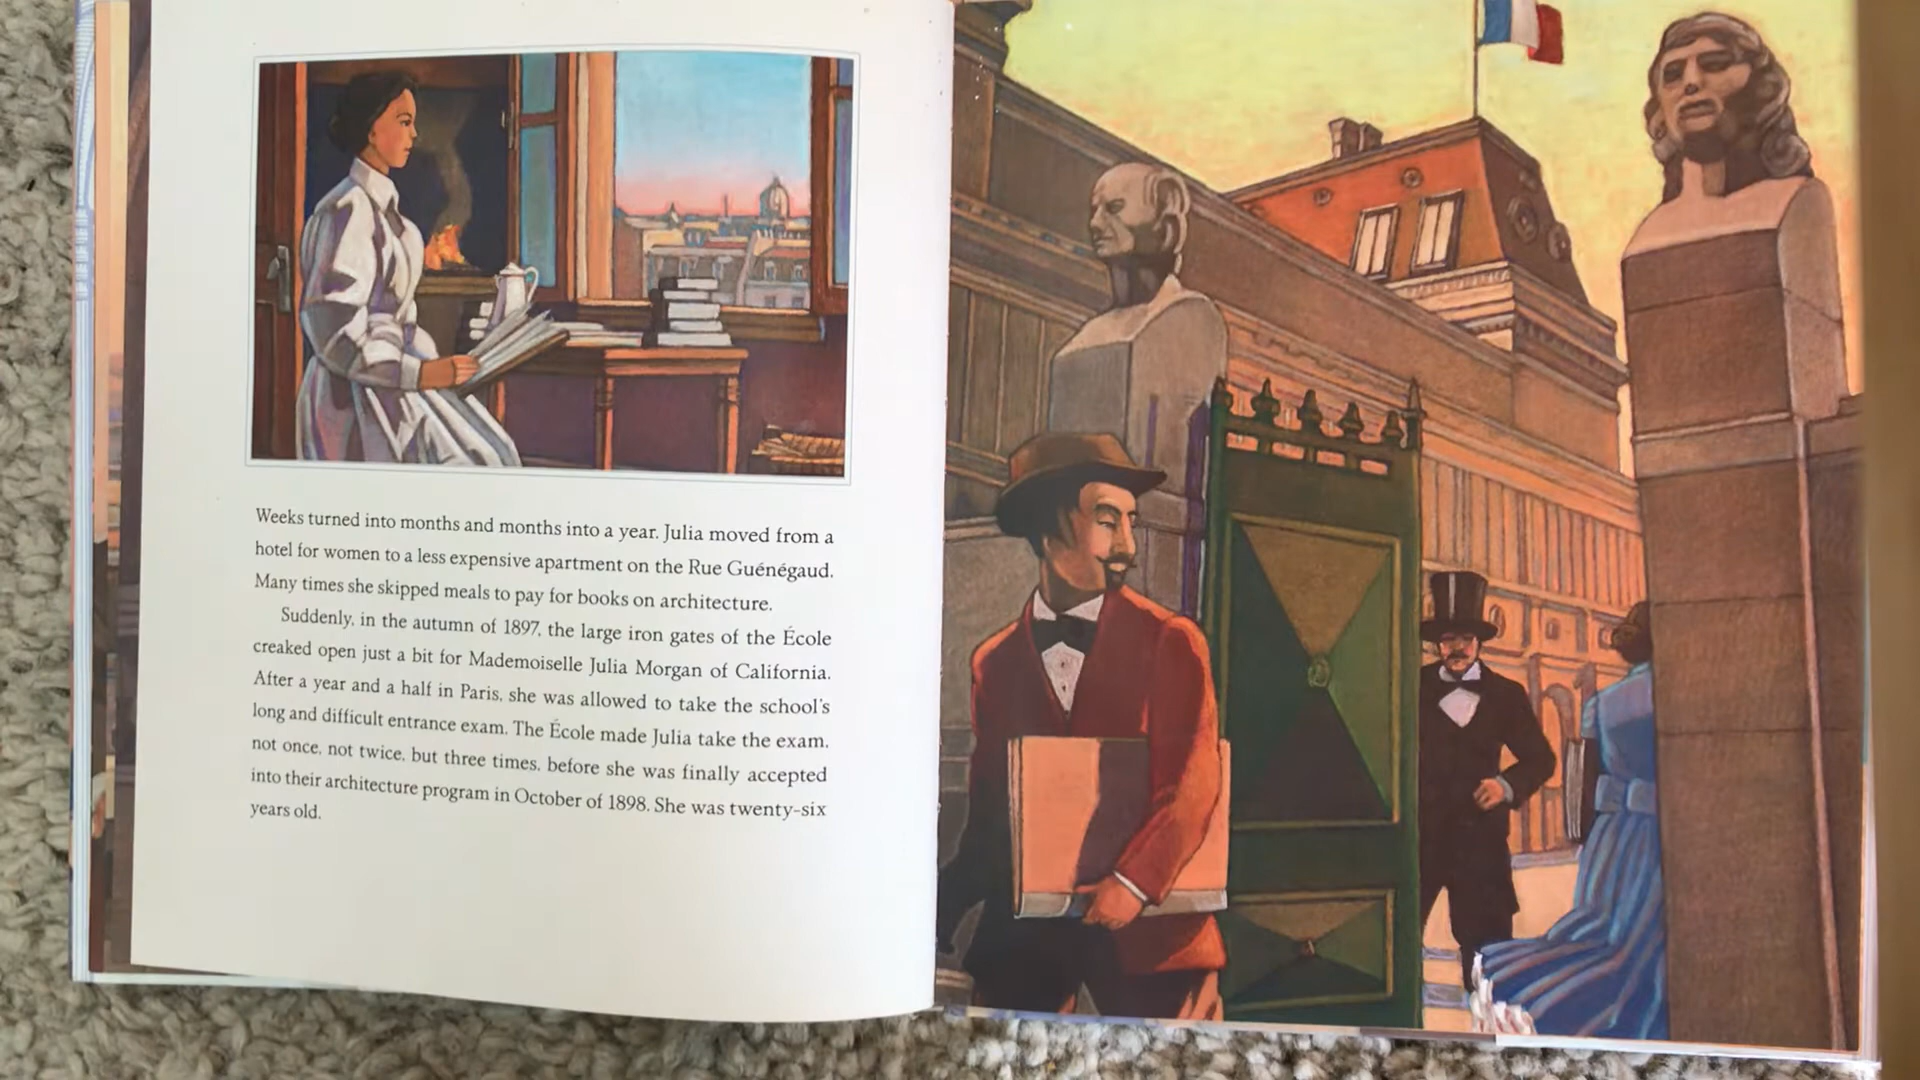 Weeks turned into months and months into a year. Julia moved from a
hotel for women to a less expensive apartment on the Rue Guénégaud.
Many times she skipped meals to pay for books on architecture.
Suddenly, in the autumn of 1897, the large iron gates of the École
creaked open just a bit for Mademoiselle Julia Morgan of California.
After a year and a half in Paris, she was allowed to take the school's
long and difficult entrance exam. The École made Julia take the exam,
not once, not twice, but three times, before she was finally accepted
into their architecture program in October of 1898. She was twenty-six
years old.